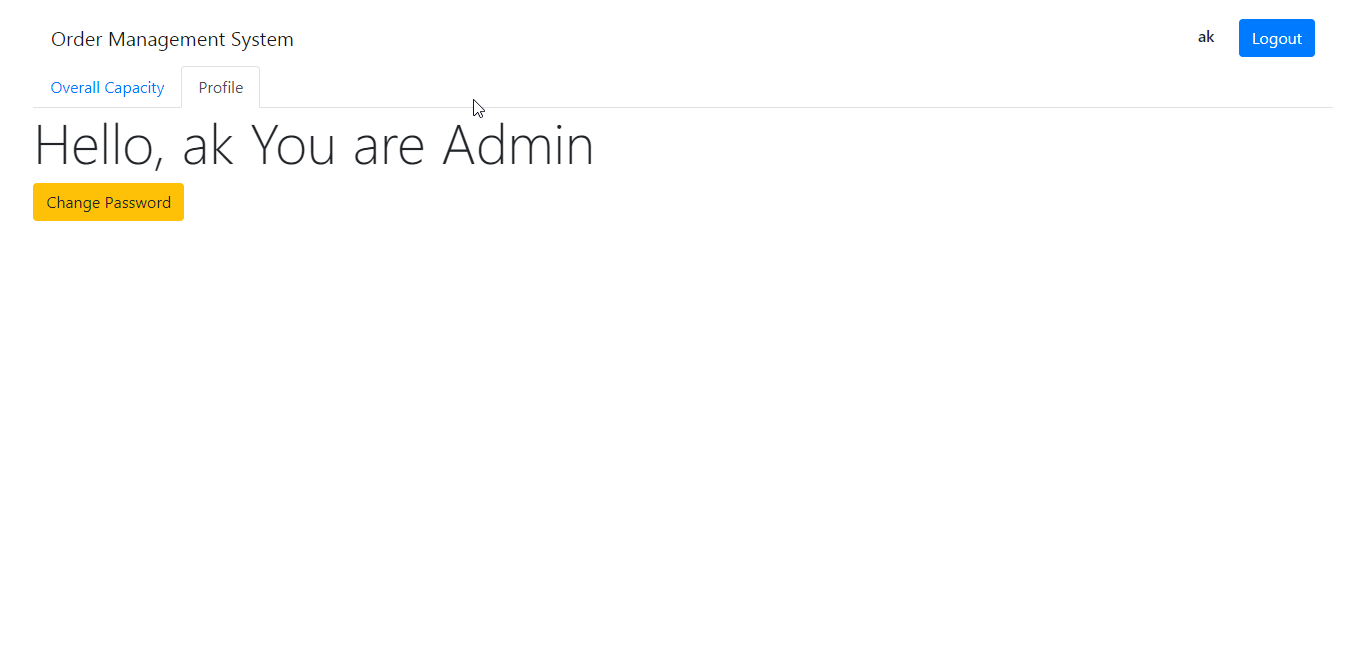 Order Management System
ak
Logout
Overall Capacity
Profile
Hello, ak You are Admin
Change Password